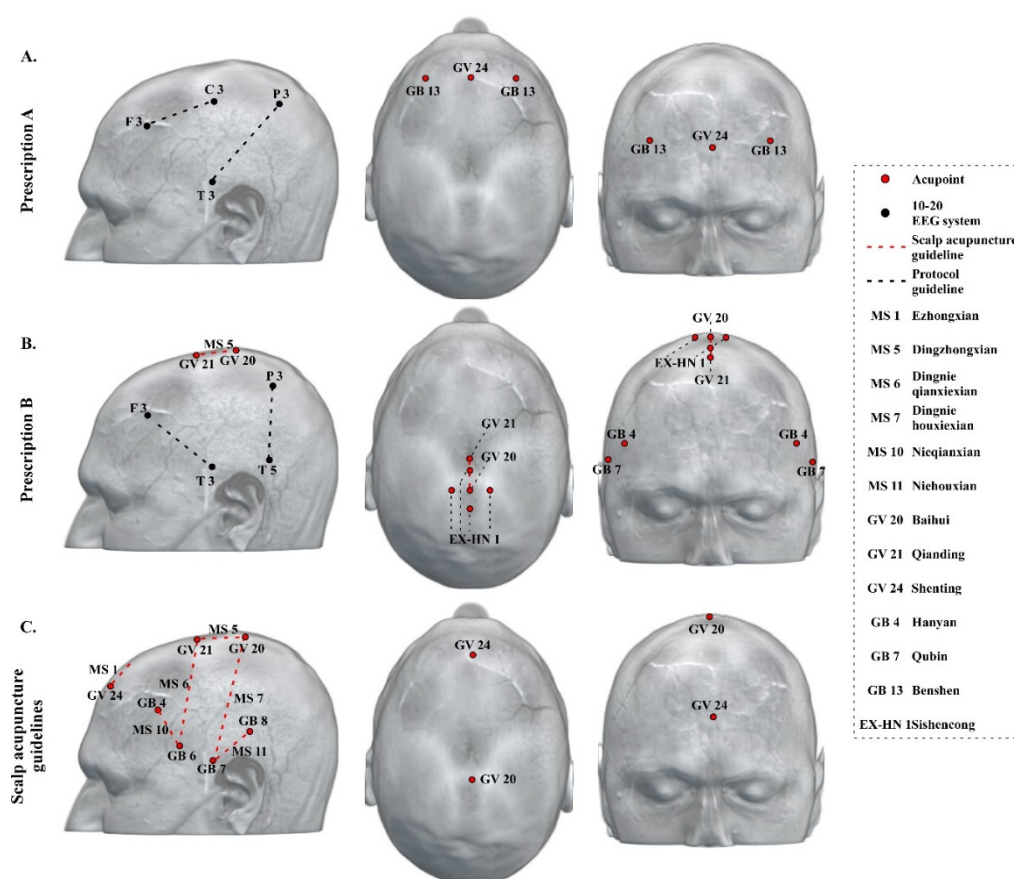 A.
Prescription A
C 3
P 3
F 3
T 3
GV 24
GB 13
GB 13
GV 24
GB 13
GB 13
B.
Prescription B
MS 5
GV 21
GV 20
P 3
F 3
T 3
T 5
GV 21
GV 20
EX-HN 1
GV 20
EX-HN 1
GV 21
GB 4
GB 4
GB 7
GB 7
C.
Scalp acupuncture
guidelines
MS 5
GV 21
GV 20
MS 1
GV 24
MS 6
MS 7
GB 4
GB 8
MS 10
MS 11
GB 6
GB 7
GV 24
GV 20
GV 20
GV 24
Acupoint
10-20
EEG system
Scalp acupuncture
guideline
Protocol
guideline
MS 1 Ezhongxian
MS 5 Dingzhongxian
MS 6 Dingnie
qianxiexian
MS 7 Dingnie
houxiexian
MS 10 Nieqianxian
MS 11 Niehouxian
GV 20 Baihui
GV 21 Qianding
GV 24 Shenting
GB 4 Hanyan
GB 7 Qubin
GB 13 Benshen
EX-HN 1Sishencong